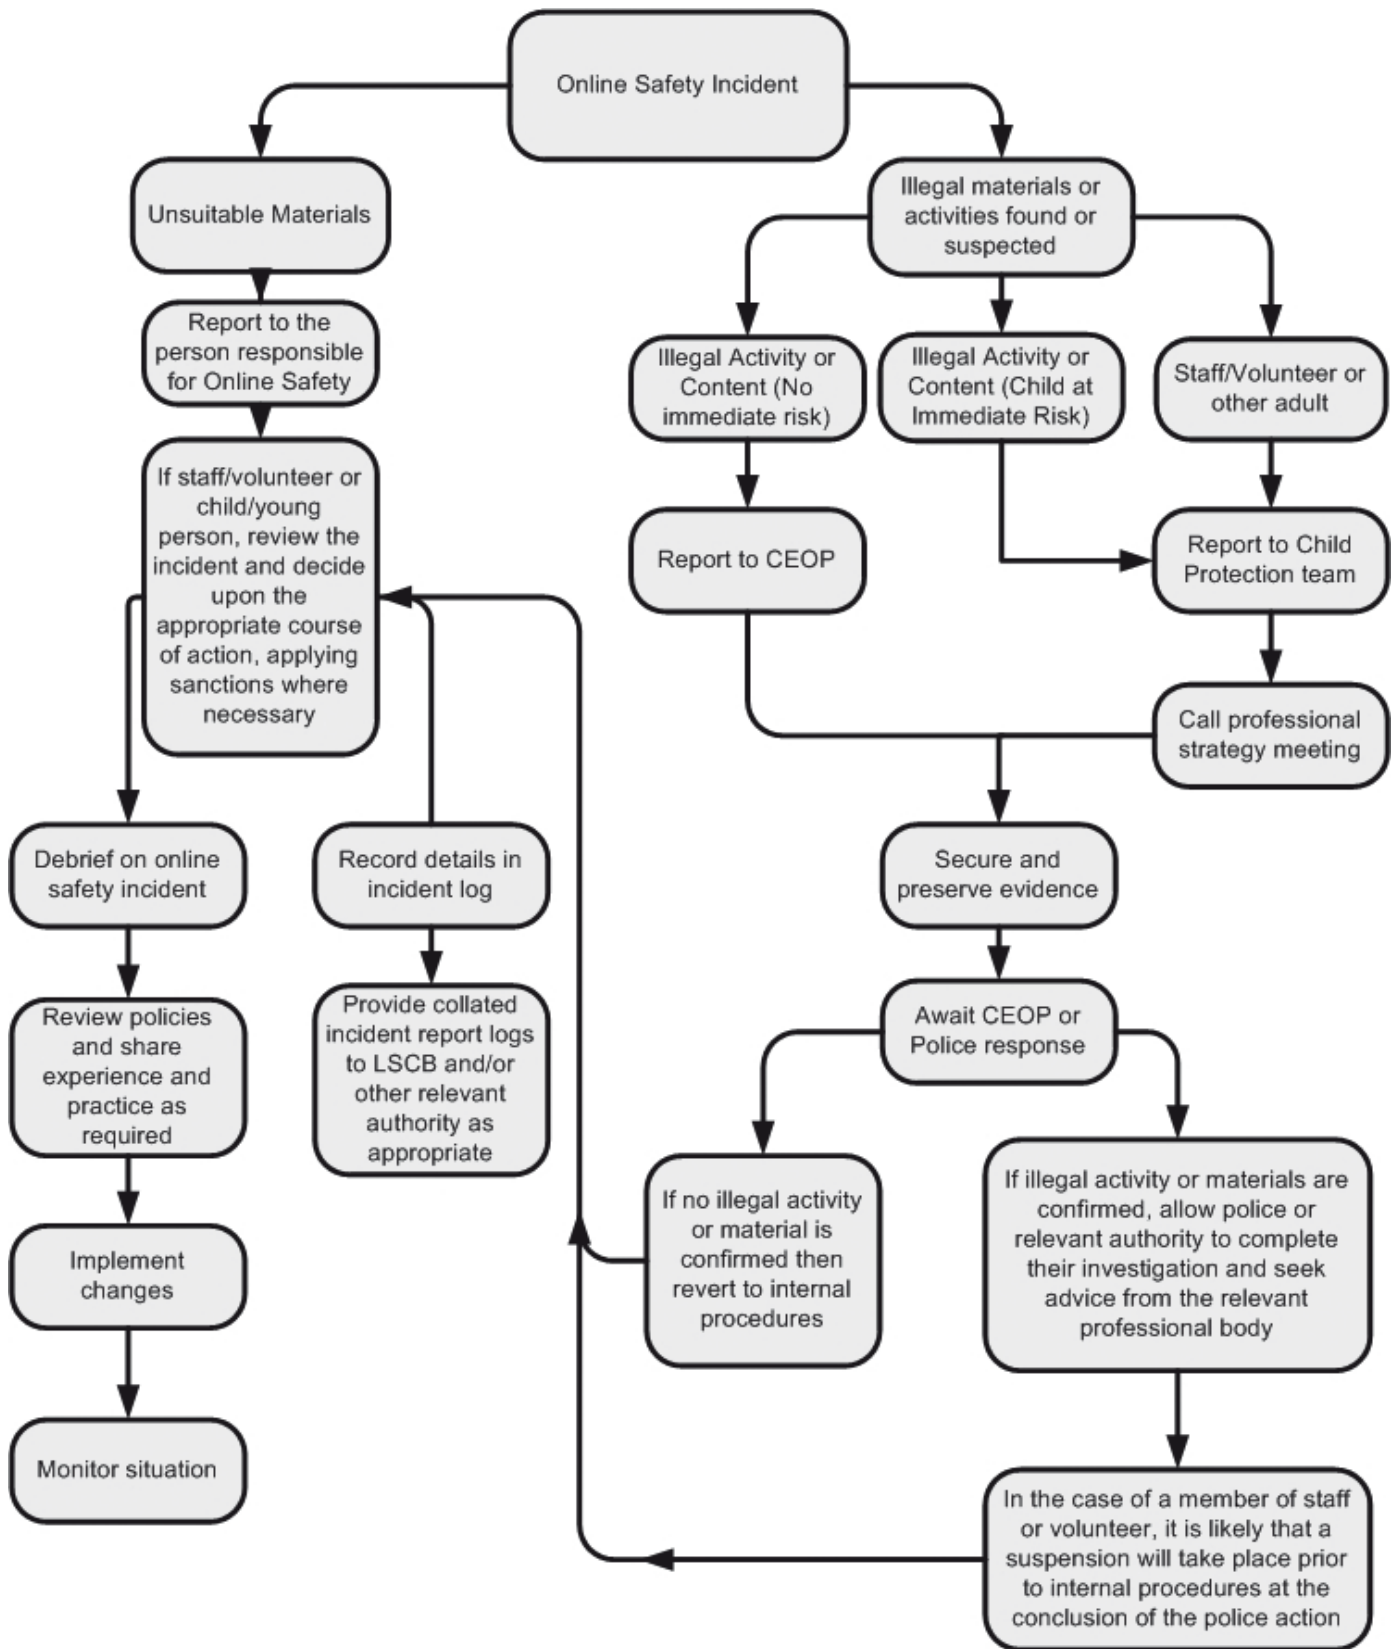 Online Safety Incident
Unsuitable Materials
Illegal materials or
activities found or
suspected
Report to the
person responsible
for Online Safety
Illegal Activity or
Content (No
immediate risk)
Illegal Activity or
Content (Child at
Immediate Risk)
Staff/Volunteer or
other adult
If staff/volunteer or
child/young
person, review the
incident and decide
upon the
appropriate course
of action, applying
sanctions where
necessary
Report to CEOP
Report to Child
Protection team
Call professional
strategy meeting
Debrief on online
safety incident
Record details in
incident log
Secure and
preserve evidence
Review policies
and share
experience and
practice as
required
Provide collated
incident report logs
to LSCB and/or
other relevant
authority as
appropriate
Await CEOP or
Police response
If no illegal activity
or material is
confirmed then
revert to internal
procedures
If illegal activity or materials are
confirmed, allow police or
relevant authority to complete
their investigation and seek
advice from the relevant
professional body
Implement
changes
Monitor situation
In the case of a member of staff
or volunteer, it is likely that a
suspension will take place prior
to internal procedures at the
conclusion of the police action